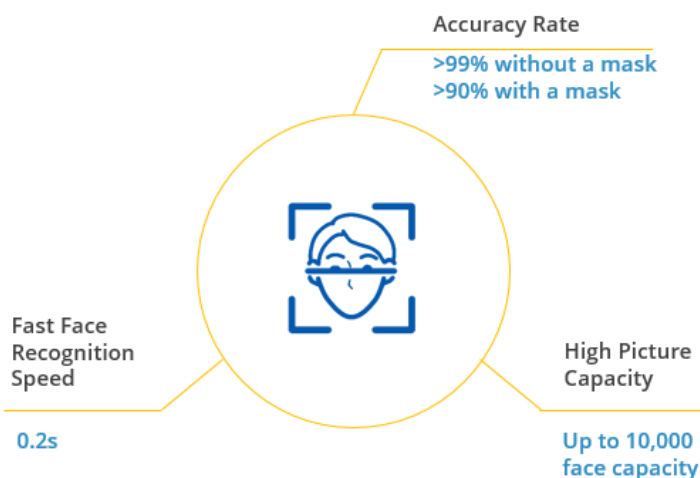 Accuracy Rate
>99% without a mask
>90% with a mask
Fast Face
Recognition
Speed
0.2s
High Picture
Capacity
Up to 10,000
face capacity